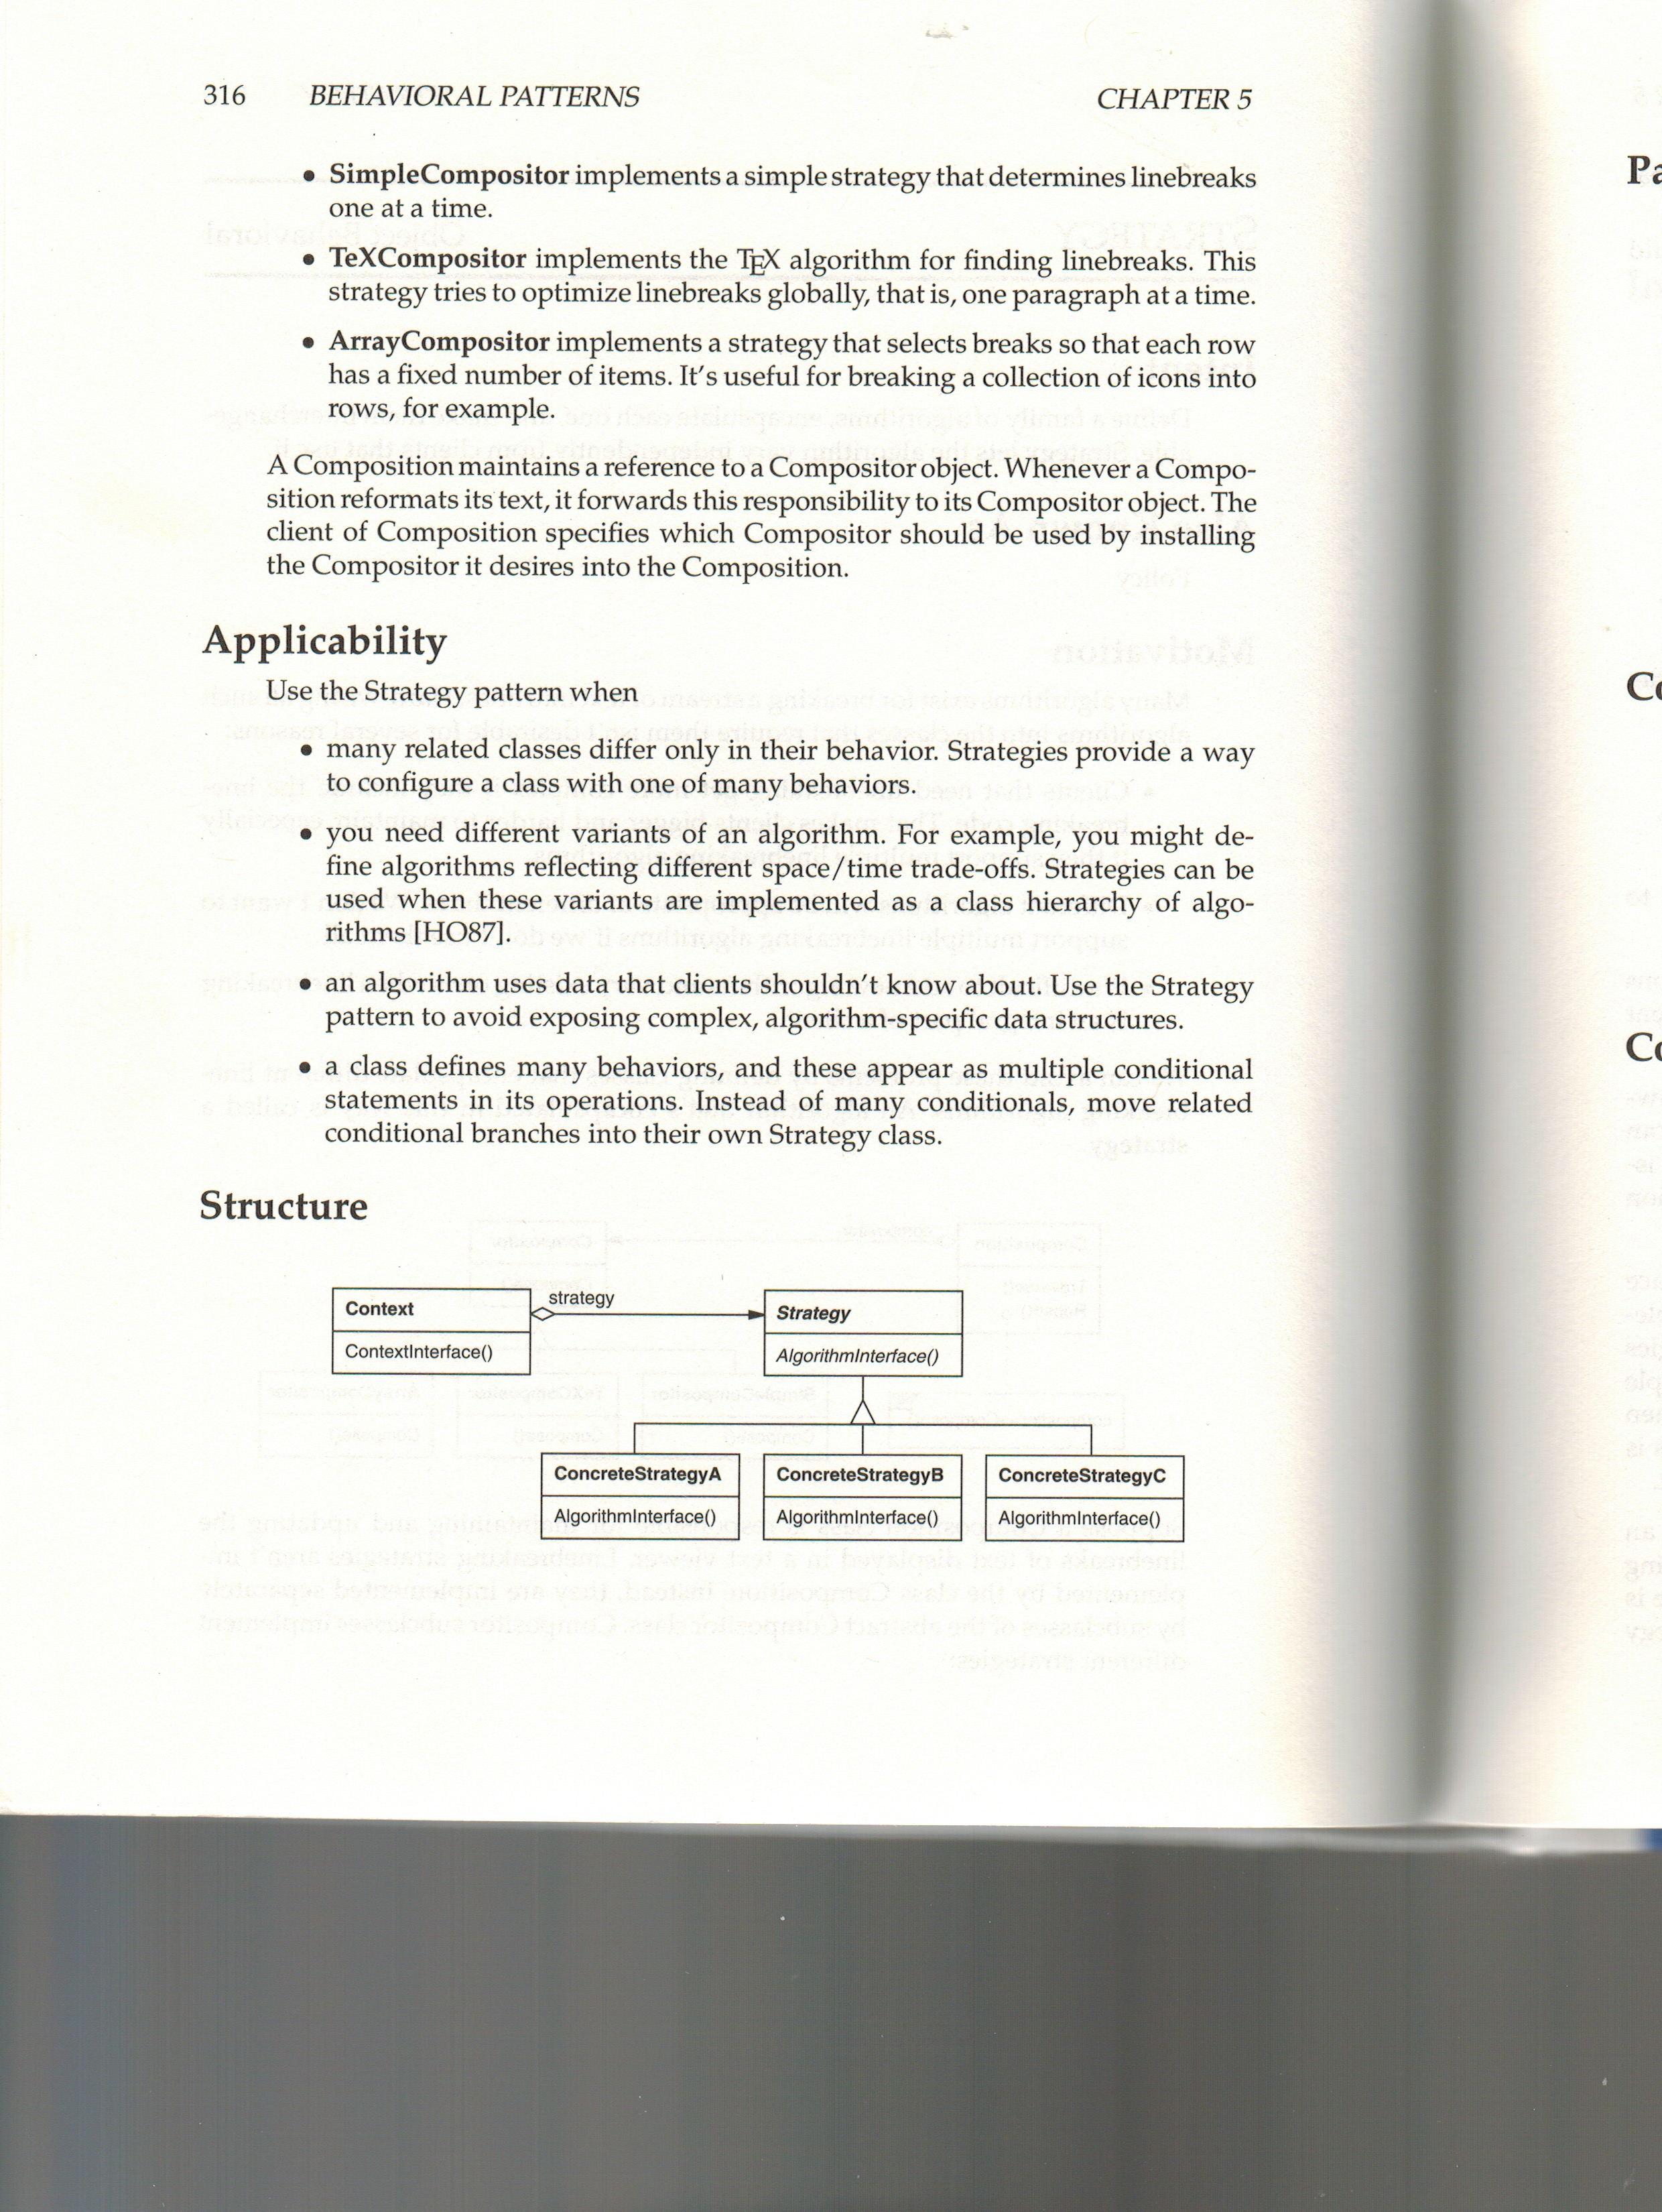 316 BEHAVIORAL PATTERNS CHAPTER 5
• SimpleCompositor implements a simple strategy that determines linebreaks
one at a time.
• TeXCompositor implements the TEX algorithm for finding linebreaks. This
strategy tries to optimize linebreaks globally, that is, one paragraph at a time.
• ArrayCompositor implements a strategy that selects breaks so that each row
has a fixed number of items. It's useful for breaking a collection of icons into
rows, for example.
A Composition maintains a reference to a Compositor object. Whenever a Compo-
sition reformats its text, it forwards this responsibility to its Compositor object. The
client of Composition specifies which Compositor should be used by installing
the Compositor it desires into the Composition.
Applicability
Use the Strategy pattern when
• many related classes differ only in their behavior. Strategies provide a way
to configure a class with one of many behaviors.
• you need different variants of an algorithm. For example, you might de-
fine algorithms reflecting different space/time trade-offs. Strategies can be
used when these variants are implemented as a class hierarchy of algo-
rithms [HO87].
• an algorithm uses data that clients shouldn't know about. Use the Strategy
pattern to avoid exposing complex, algorithm-specific data structures.
• a class defines many behaviors, and these appear as multiple conditional
statements in its operations. Instead of many conditionals, move related
conditional branches into their own Strategy class.
Structure
Context
ContextInterface()
strategy
Strategy
AlgorithmInterface()
ConcreteStrategyA
AlgorithmInterface()
ConcreteStrategyB
AlgorithmInterface()
ConcreteStrategyC
AlgorithmInterface()